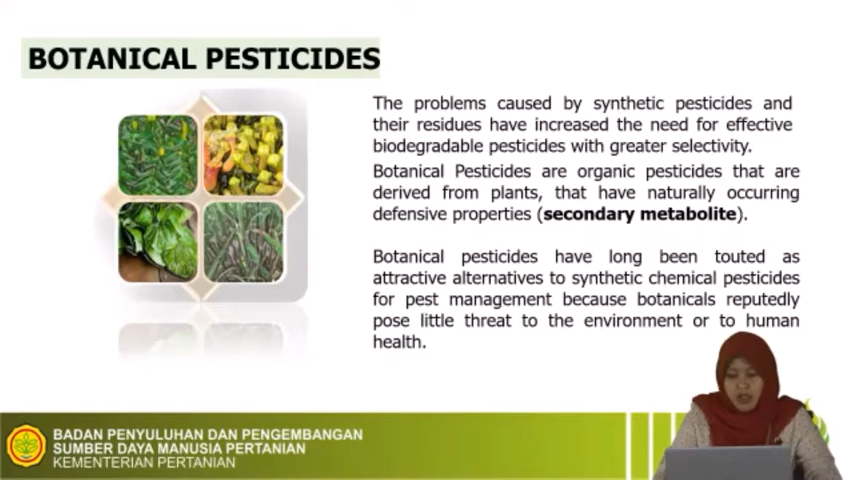 BOTANICAL PESTICIDES
The problems caused by synthetic pesticides and
their residues have increased the need for effective
biodegradable pesticides with greater selectivity.
Botanical Pesticides are organic pesticides that are
derived from plants, that have naturally occurring
defensive properties (secondary metabolite).
Botanical pesticides have long been touted as
attractive alternatives to synthetic chemical pesticides
for pest management because botanicals reputedly
pose little threat to the environment or to human
health.
BADAN PENYULUHAN DAN PENGEMBANGAN
SUMBER DAYA MANUSIA PERTANIAN
KEMENTERIAN PERTANIAN